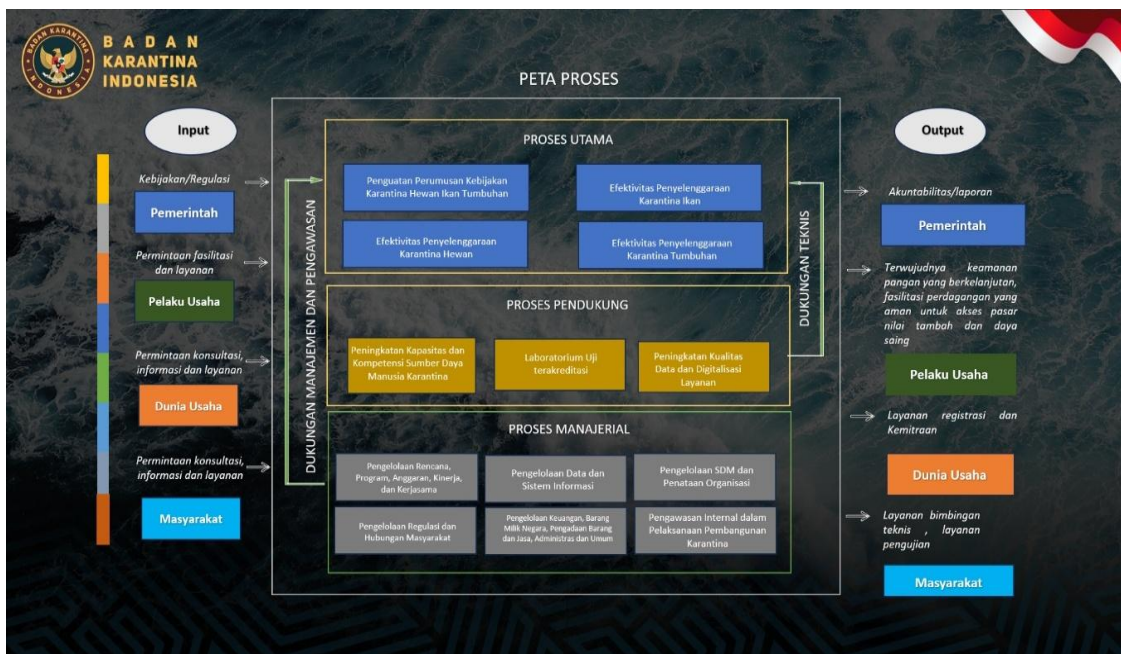 BADAN KARANTINA
INDONESIA
BADAN
KARANTINA
INDONESIA
PETA PROSES
Input
Kebijakan/Regulasi
Pemerintah
Permintaan fasilitasi
dan layanan
Pelaku Usaha
Permintaan konsultasi,
informasi dan layanan
Dunia Usaha
Permintaan konsultasi,
informasi dan layanan
Masyarakat
DUKUNGAN MANAJEMEN DAN PENGAWASAN
PROSES UTAMA
Penguatan Perumusan Kebijakan
Karantina Hewan Ikan Tumbuhan
Efektivitas Penyelenggaraan
Karantina Ikan
Efektivitas Penyelenggaraan
Karantina Hewan
Efektivitas Penyelenggaraan
Karantina Tumbuhan
PROSES PENDUKUNG
Peningkatan Kapasitas dan
Kompetensi Sumber Daya
Manusia Karantina
Laboratorium Uji
terakreditasi
Peningkatan Kualitas
Data dan Digitalisasi
Layanan
PROSES MANAJERIAL
Pengelolaan Rencana,
Program, Anggaran, Kinerja,
dan Kerjasama
Pengelolaan Data dan
Sistem Informasi
Pengelolaan SDM dan
Penataan Organisasi
Pengelolaan Regulasi dan
Hubungan Masyarakat
Pengelolaan Keuangan, Barang
Milik Negara, Pengadaan Barang
dan Jasa, Administras dan Umum
Pengawasan Internal dalam
Pelaksanaan Pembangunan
Karantina
DUKUNGAN TEKNIS
Output
Akuntabilitas/laporan
Pemerintah
Terwujudnya keamanan
pangan yang berkelanjutan,
fasilitasi perdagangan yang
aman untuk akses pasar
nilai tambah dan daya
saing
Pelaku Usaha
Layanan registrasi dan
Kemitraan
Dunia Usaha
Layanan bimbingan
teknis , layanan
pengujian
Masyarakat